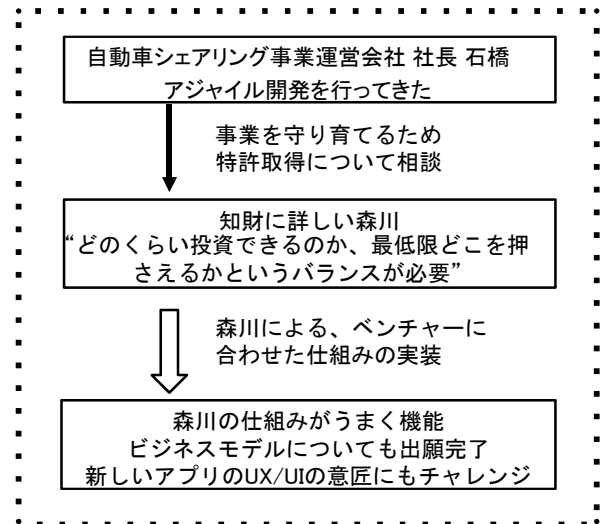 自動車シェアリング事業運営会社 社長 石橋
アジャイル開発を行ってきた
事業を守り育てるため
特許取得について相談
知財に詳しい森川
“どのくらい投資できるのか、最低限どこを押
さえるかというバランスが必要”
森川による、ベンチャーに
合わせた仕組みの実装
森川の仕組みがうまく機能
ビジネスモデルについても出願完了
新しいアプリのUX/UIの意匠にもチャレンジ